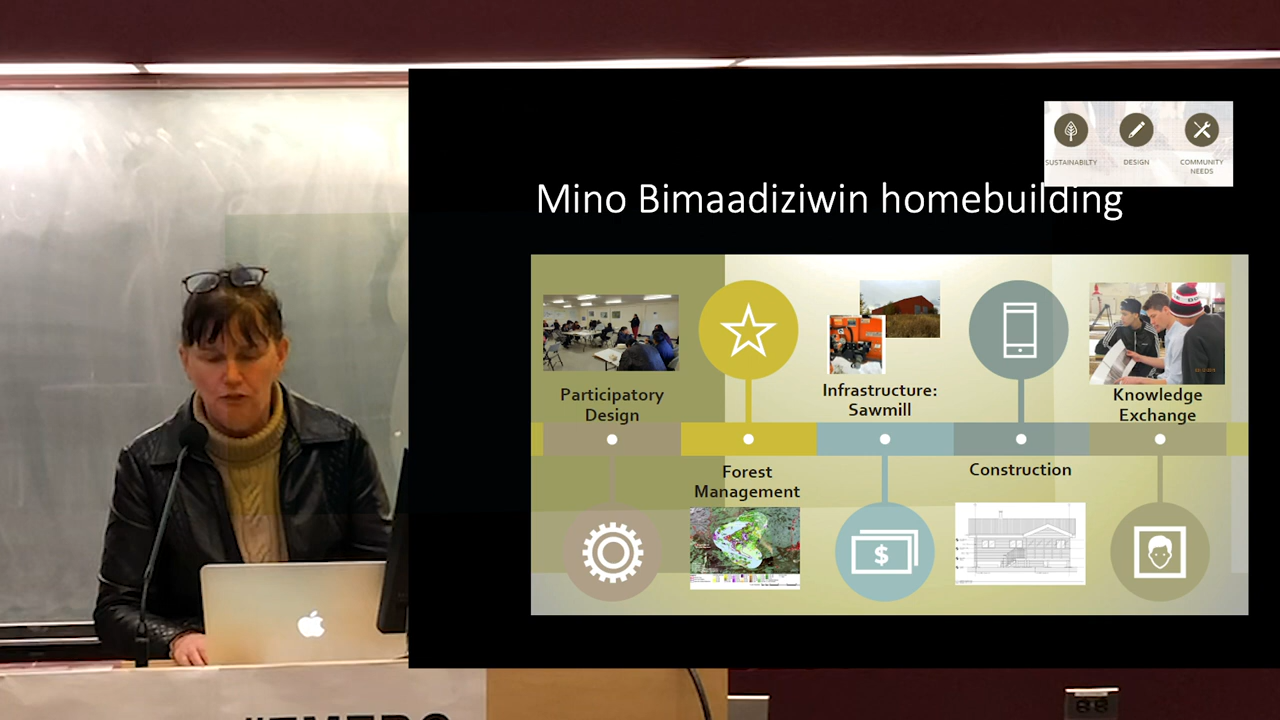 SUSTAINABILTY
DESIGN
COMMUNITY
NEEDS
Mino Bimaadiziwin homebuilding
Participatory
Design
Forest
Management
Infrastructure:
Sawmill
$
Construction
Knowledge
Exchange